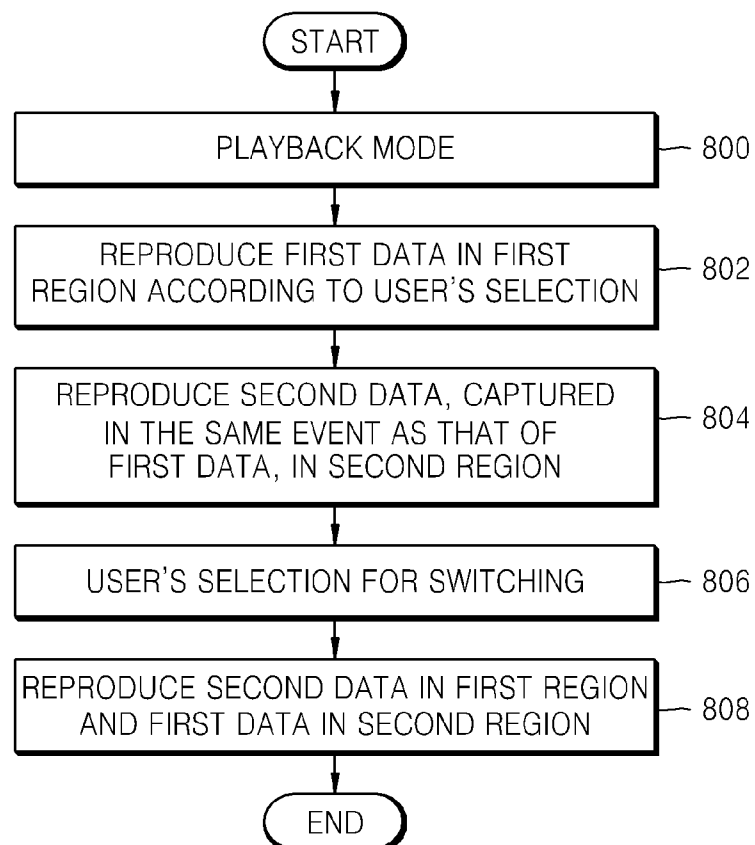 START
PLAYBACK MODE
800
REPRODUCE FIRST DATA IN FIRST
REGION ACCORDING TO USER'S SELECTION
802
REPRODUCE SECOND DATA, CAPTURED
IN THE SAME EVENT AS THAT OF
FIRST DATA, IN SECOND REGION
804
USER'S SELECTION FOR SWITCHING
806
REPRODUCE SECOND DATA IN FIRST REGION
AND FIRST DATA IN SECOND REGION
808
END